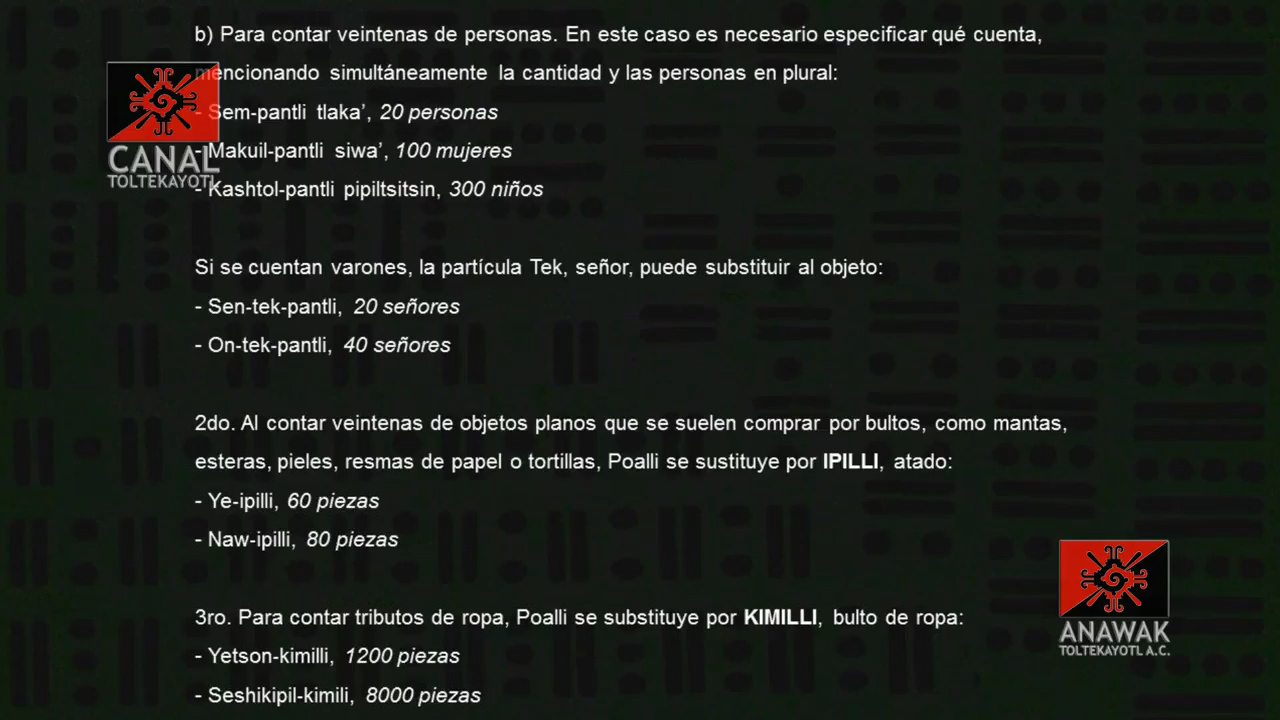 b) Para contar veintenas de personas. En este caso es necesario especificar qué cuenta,
mencionando simultáneamente la cantidad y las personas en plural:
- Sem-pantli tlaka’, 20 personas
- Makuil-pantli siwa’, 100 mujeres
- Kashtol-pantli pipiltsitsin, 300 niños
CANAL
TOLTEKAYOTL
Si se cuentan varones, la partícula Tek, señor, puede substituir al objeto:
- Sen-tek-pantli, 20 señores
- On-tek-pantli, 40 señores
2do. Al contar veintenas de objetos planos que se suelen comprar por bultos, como mantas,
esteras, pieles, resmas de papel o tortillas, Poalli se sustituye por IPILLI, atado:
- Ye-ipilli, 60 piezas
- Naw-ipilli, 80 piezas
3ro. Para contar tributos de ropa, Poalli se substituye por KIMILLI, bulto de ropa:
- Yetson-kimilli, 1200 piezas
- Seshikipil-kimili, 8000 piezas
ANAWAK
TOLTEKAYOTL A.C.